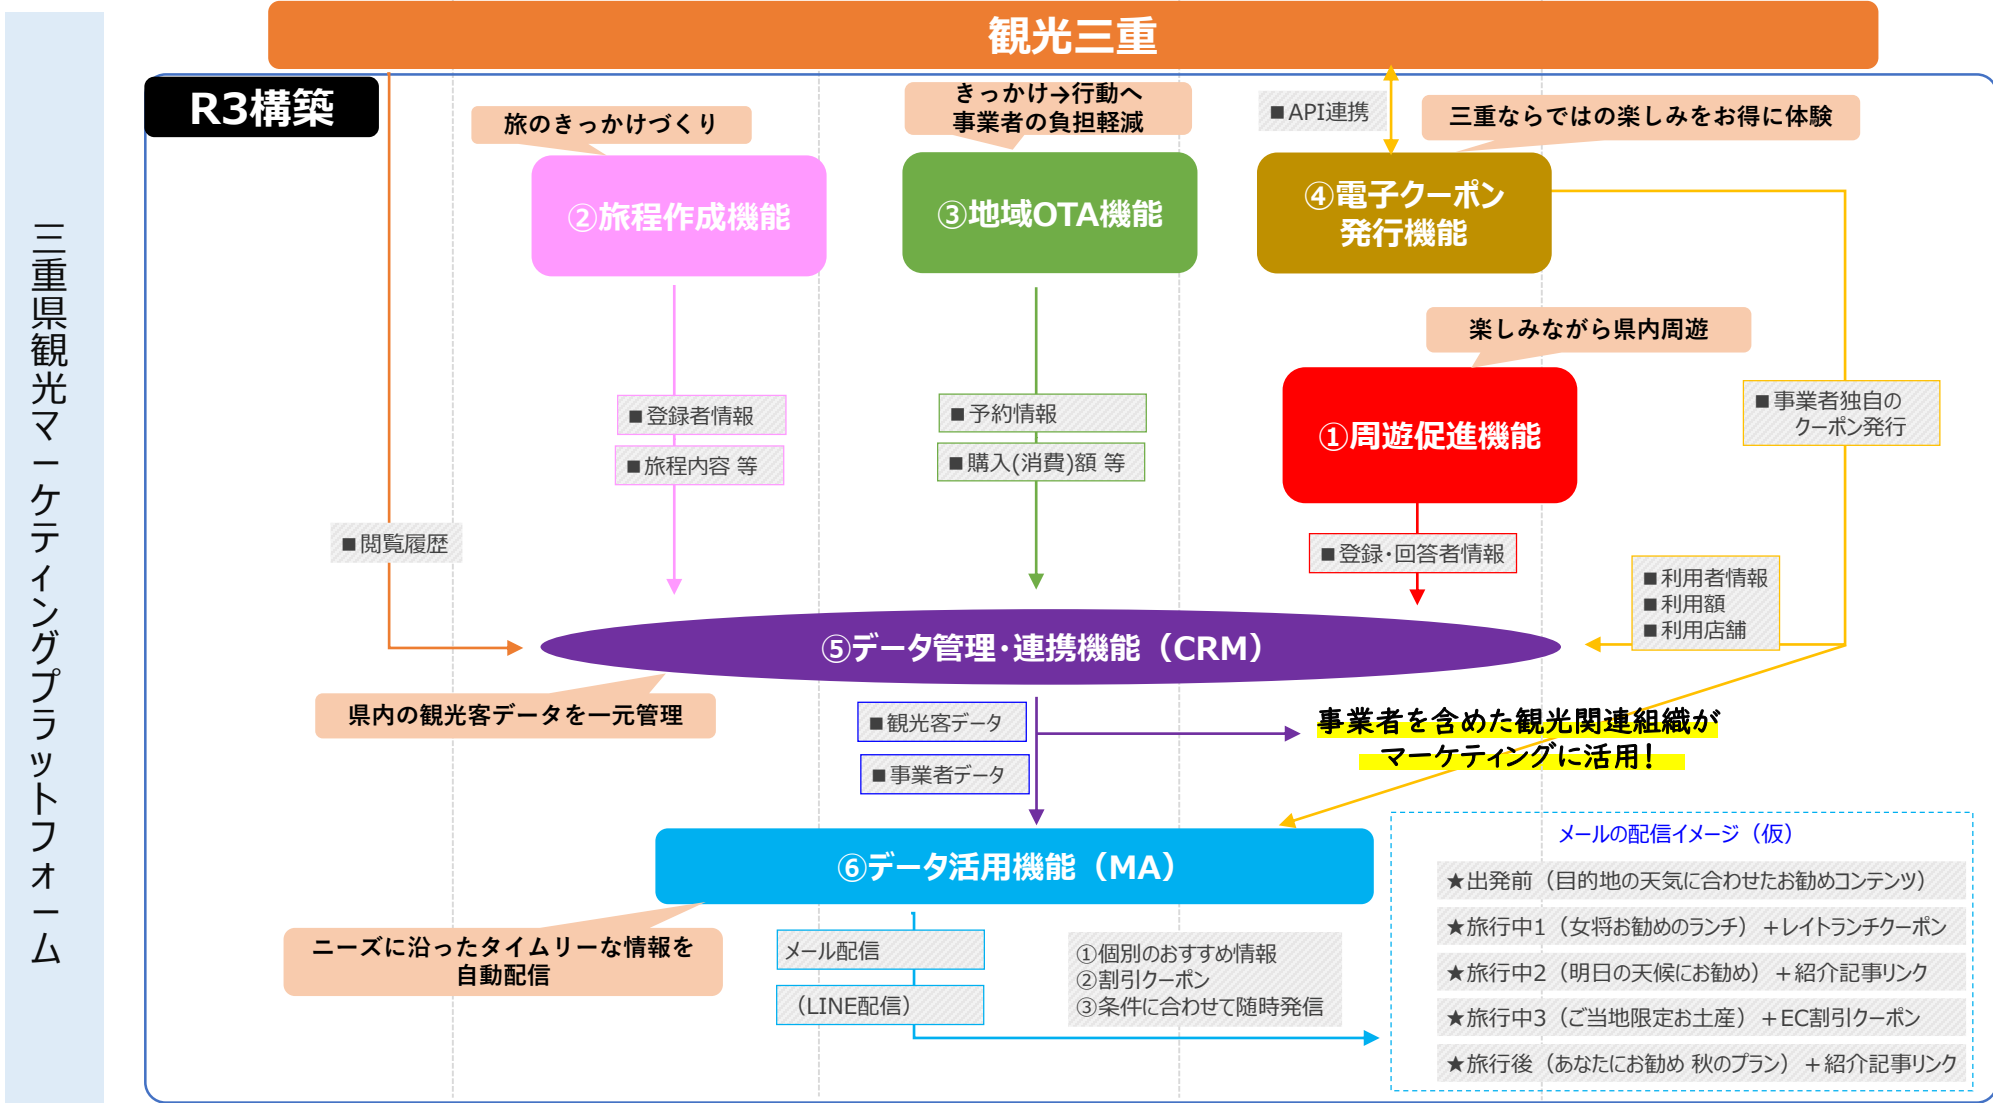 観光三重
三重県観光マーケティングプラットフォーム
R3構築
旅のきっかけづくり
きっかけ→行動へ
事業者の負担軽減
■API連携
三重ならではの楽しみをお得に体験
②旅程作成機能
③地域OTA機能
④電子クーポン
発行機能
楽しみながら県内周遊
■登録者情報
■旅程内容 等
■予約情報
■購入(消費)額 等
①周遊促進機能
■事業者独自の
クーポン発行
■閲覧履歴
■登録・回答者情報
■利用者情報
■利用額
■利用店舗
⑤データ管理・連携機能（CRM）
県内の観光客データを一元管理
■観光客データ
■事業者データ
事業者を含めた観光関連組織が
マーケティングに活用！
⑥データ活用機能（MA）
ニーズに沿ったタイムリーな情報を
自動配信
メール配信
（LINE配信）
①個別のおすすめ情報
②割引クーポン
③条件に合わせて随時発信
メールの配信イメージ（仮）
★出発前（目的地の天気に合わせたお勧めコンテンツ）
★旅行中1（女将お勧めのランチ）＋レイトランチクーポン
★旅行中2（明日の天候にお勧め）＋紹介記事リンク
★旅行中3（ご当地限定お土産）＋EC割引クーポン
★旅行後（あなたにお勧め 秋のプラン）＋紹介記事リンク